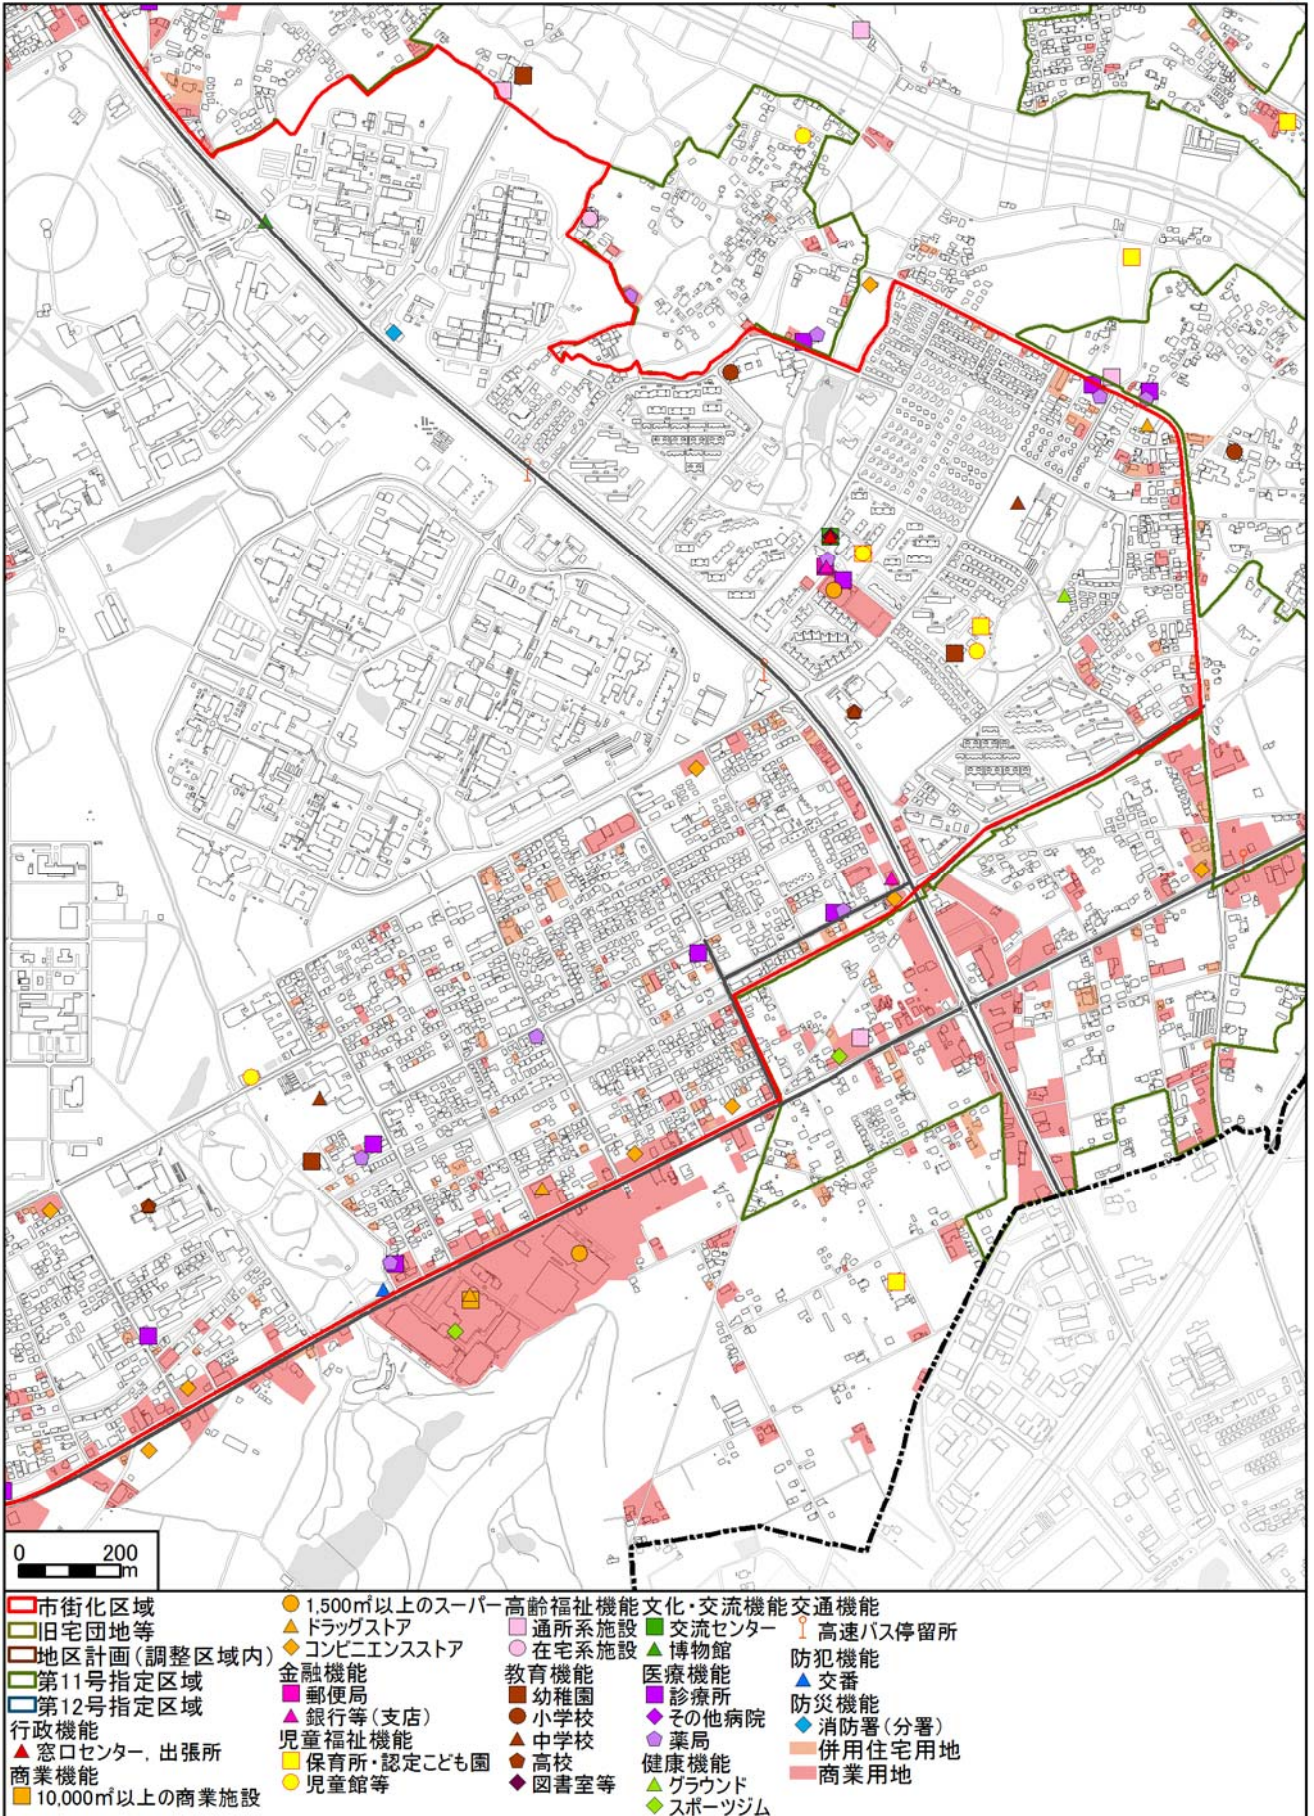 0 200
m
市街化区域
旧宅団地等
地区計画(調整区域内)
第11号指定区域
第12号指定区域
行政機能
窓口センター，出張所
商業機能
10,000㎡以上の商業施設
1,500㎡以上のスーパー
ドラッグストア
コンビニエンスストア
金融機能
郵便局
銀行等(支店)
児童福祉機能
保育所・認定こども園
児童館等
高齢福祉機能
通所系施設
在宅系施設
教育機能
幼稚園
小学校
中学校
高校
図書室等
文化・交流機能
交流センター
博物館
医療機能
診療所
その他病院
薬局
健康機能
グラウンド
スポーツジム
交通機能
高速バス停留所
防犯機能
交番
防災機能
消防署(分署)
併用住宅用地
商業用地